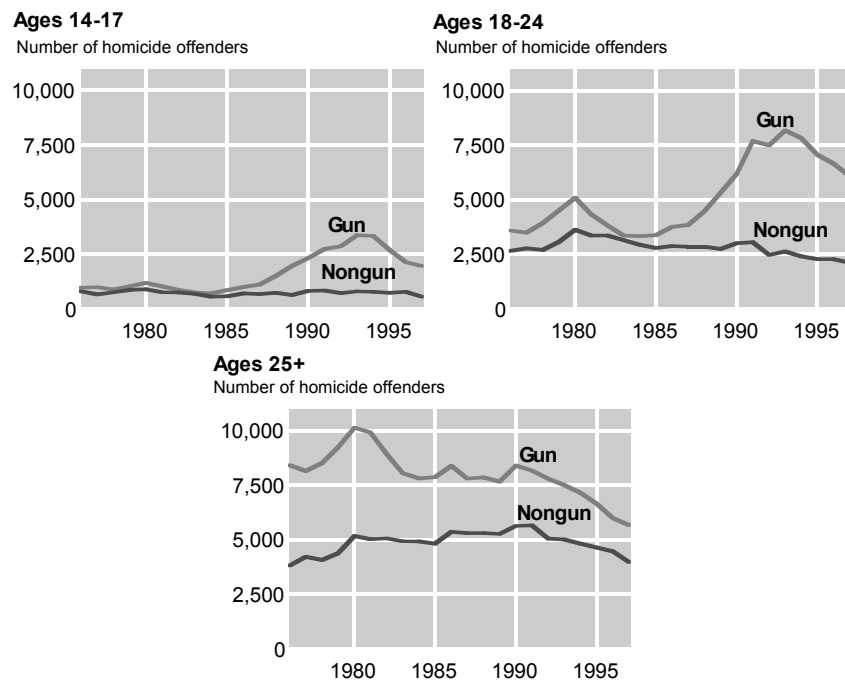 Ages 14-17
Number of homicide offenders
10,000
7,500
5,000
2,500
0
Gun
Nongun
1980 1985 1990 1995
Ages 18-24
Number of homicide offenders
10,000
7,500
5,000
2,500
0
Gun
Nongun
1980 1985 1990 1995
Ages 25+
Number of homicide offenders
10,000
7,500
5,000
2,500
0
Gun
Nongun
1980 1985 1990 1995